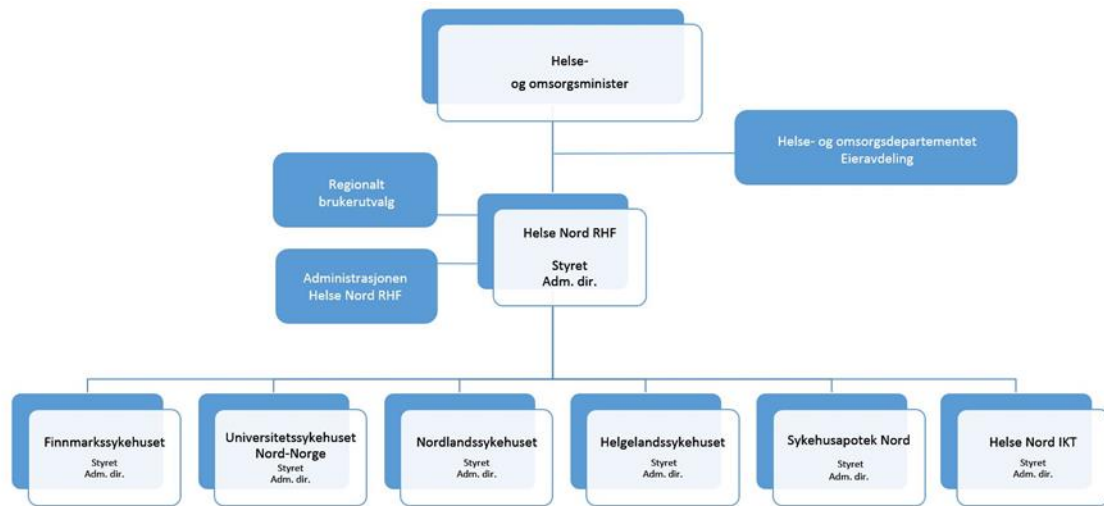 Helse-
og omsorgsminister
Helse- og omsorgsdepartementet
Eieravdeling
Regionalt
brukerutvalg
Helse Nord RHF
Styret
Adm. dir.
Administrasjonen
Helse Nord RHF
Finnmarkssykehuset
Styret
Adm. dir.
Universitetssykehuset
Nord-Norge
Styret
Adm. dir.
Nordlandssykehuset
Styret
Adm. dir.
Helgelandssykehuset
Styret
Adm. dir.
Sykehusapotek Nord
Styret
Adm. dir.
Helse Nord IKT
Styret
Adm. dir.